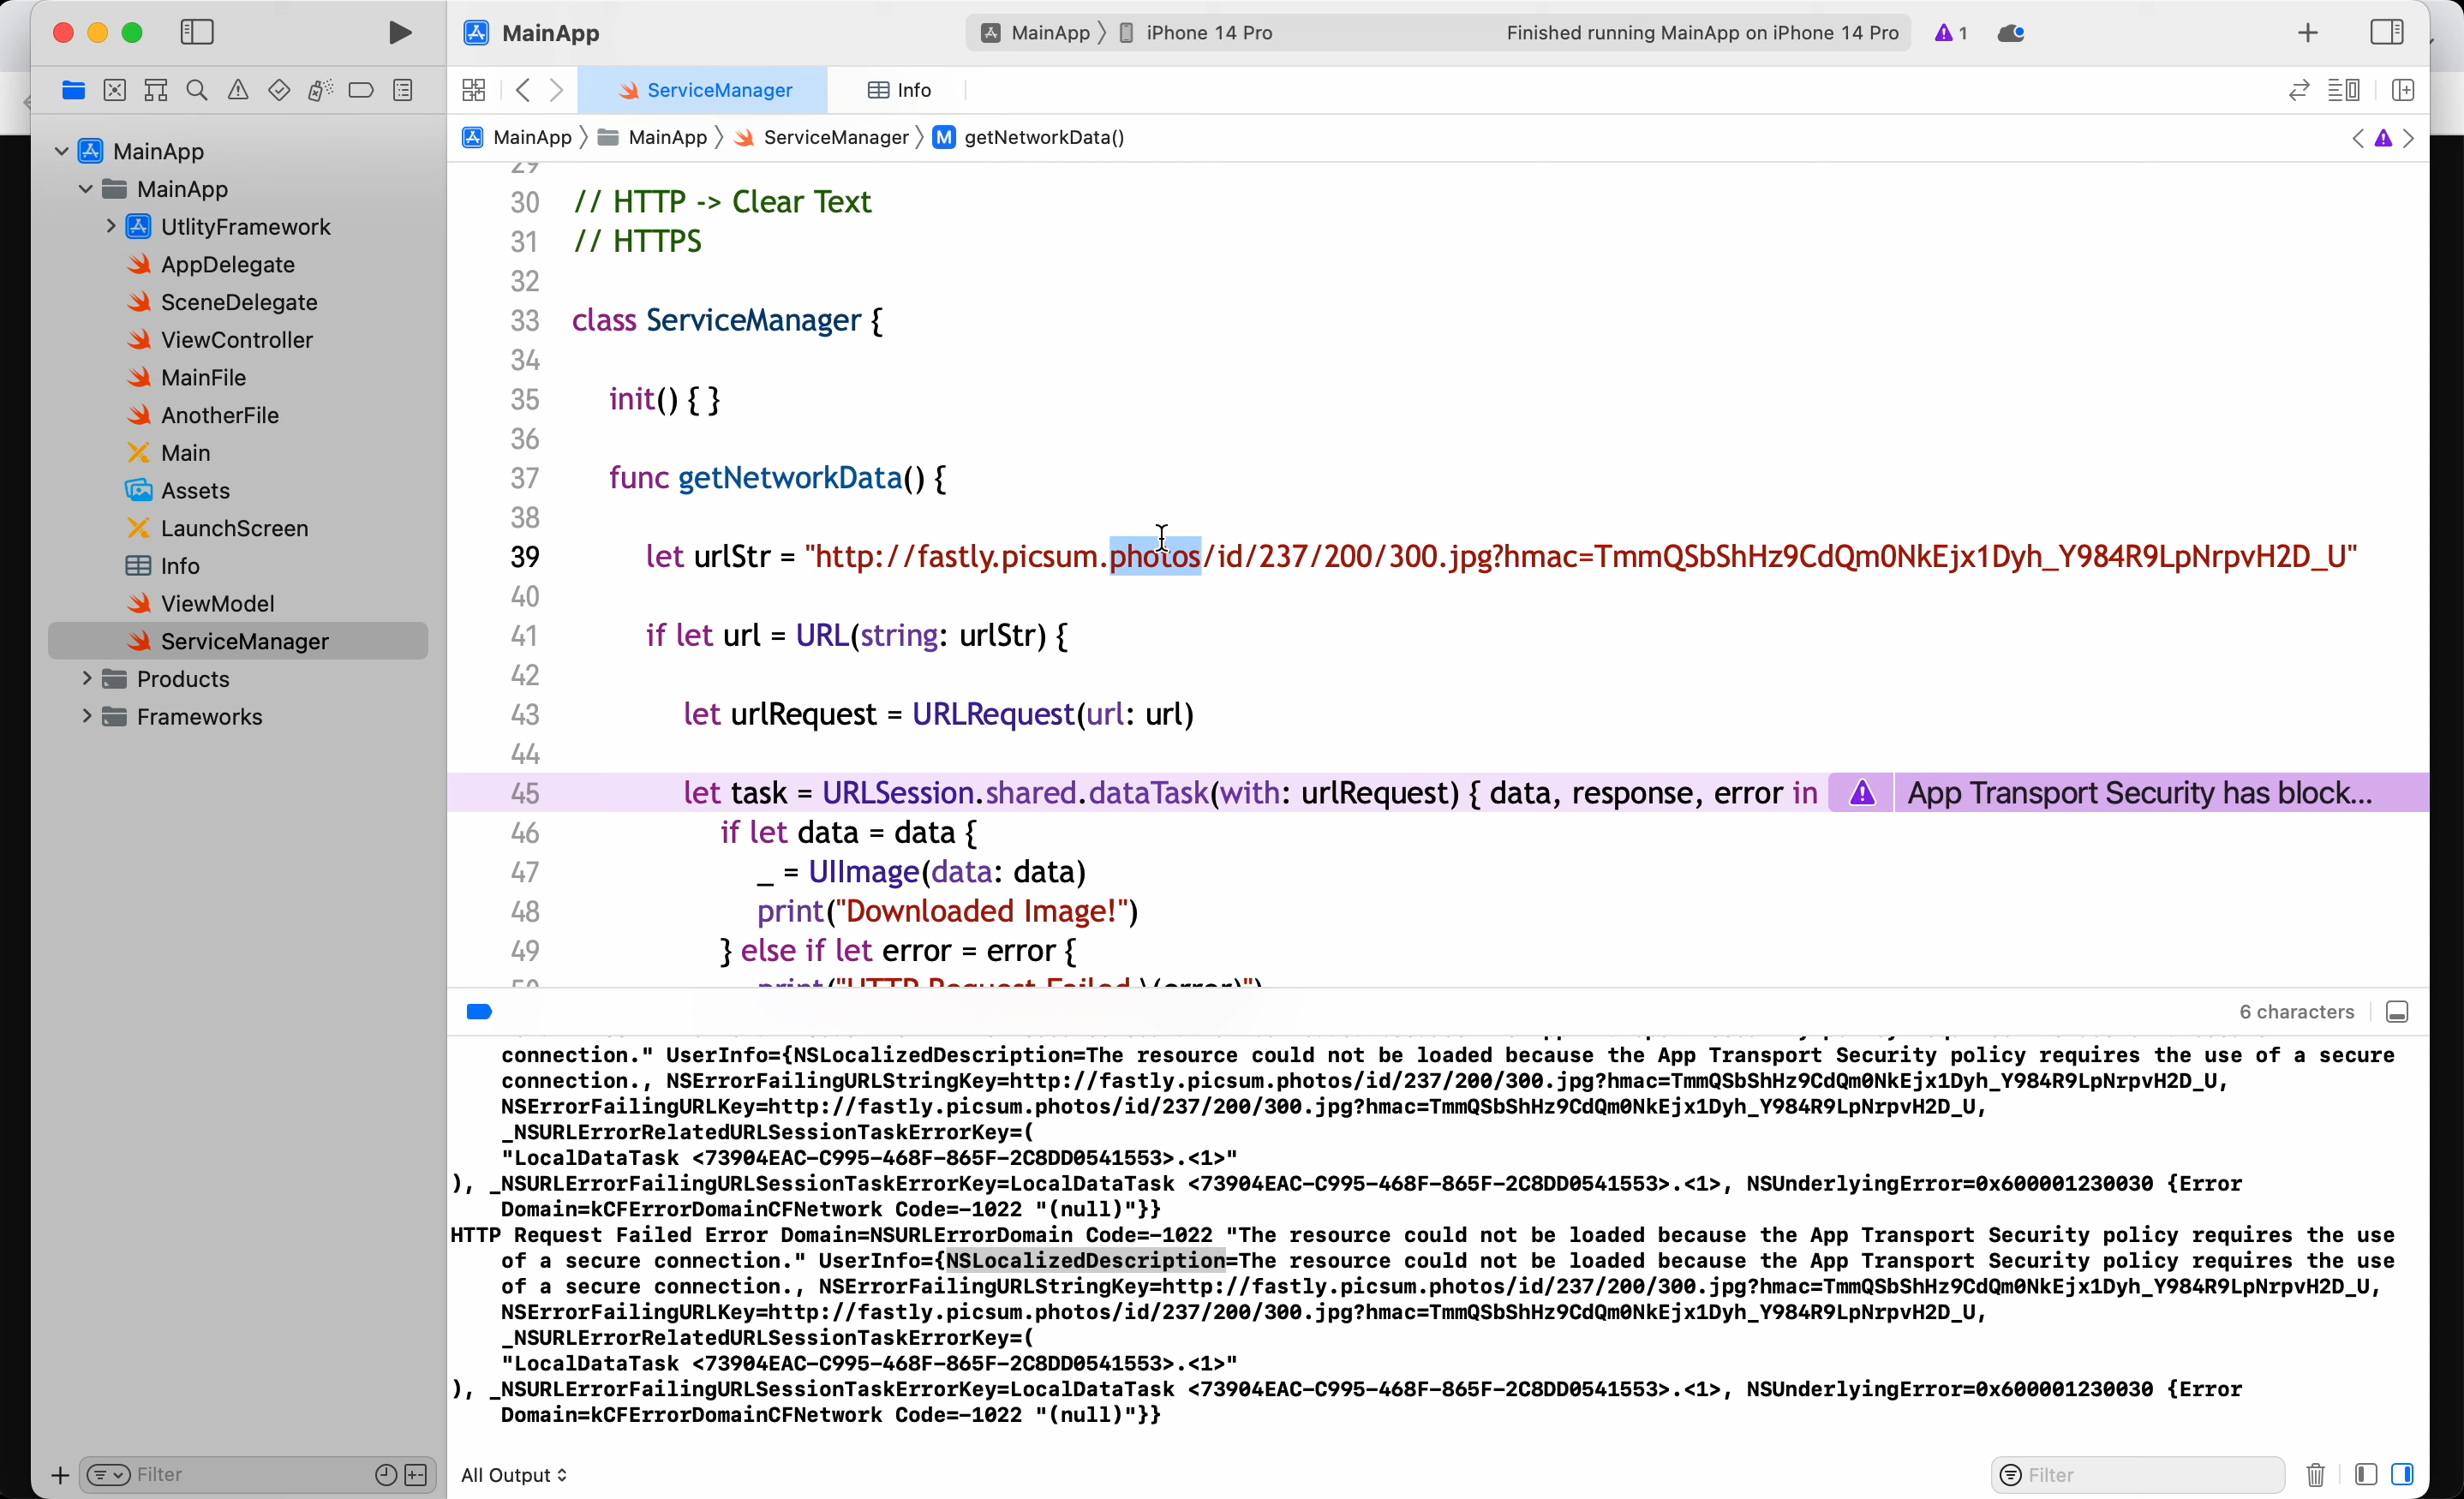 MainApp
MainApp 〉 iPhone 14 Pro
Finished running MainApp on iPhone 14 Pro
1
ServiceManager
Info
MainApp 〉 MainApp 〉 ServiceManager 〉 M getNetworkData()
MainApp
MainApp
UtlityFramework
AppDelegate
SceneDelegate
ViewController
MainFile
AnotherFile
Main
Assets
LaunchScreen
Info
ViewModel
ServiceManager
Products
Frameworks
Filter
29
30 // HTTP -> Clear Text
31 // HTTPS
32
33 class ServiceManager {
34
35 init() { }
36
37 func getNetworkData() {
38
39 let urlStr = "http://fastly.picsum.photos/id/237/200/300.jpg?hmac=TmmQSbShHz9CdQm0NkEjx1Dyh_Y984R9LpNrpvH2D_U"
40
41 if let url = URL(string: urlStr) {
42
43 let urlRequest = URLRequest(url: url)
44
45 let task = URLSession.shared.dataTask(with: urlRequest) { data, response, error in App Transport Security has block...
46 if let data = data {
47 _ = UIImage(data: data)
48 print("Downloaded Image!")
49 } else if let error = error {
50 print("HTTP Request Failed \(error)")
6 characters
connection." UserInfo={NSLocalizedDescription=The resource could not be loaded because the App Transport Security policy requires the use of a secure
connection., NSErrorFailingURLStringKey=http://fastly.picsum.photos/id/237/200/300.jpg?hmac=TmmQSbShHz9CdQm0NkEjx1Dyh_Y984R9LpNrpvH2D_U,
NSErrorFailingURLKey=http://fastly.picsum.photos/id/237/200/300.jpg?hmac=TmmQSbShHz9CdQm0NkEjx1Dyh_Y984R9LpNrpvH2D_U,
_NSURLErrorRelatedURLSessionTaskErrorKey=(
"LocalDataTask <73904EAC-C995-468F-865F-2C8DD0541553>.<1>"
), _NSURLErrorFailingURLSessionTaskErrorKey=LocalDataTask <73904EAC-C995-468F-865F-2C8DD0541553>.<1>, NSUnderlyingError=0x600001230030 {Error
Domain=kCFErrorDomainCFNetwork Code=-1022 "(null)"}}
HTTP Request Failed Error Domain=NSURLErrorDomain Code=-1022 "The resource could not be loaded because the App Transport Security policy requires the use
of a secure connection." UserInfo={NSLocalizedDescription=The resource could not be loaded because the App Transport Security policy requires the use
of a secure connection., NSErrorFailingURLStringKey=http://fastly.picsum.photos/id/237/200/300.jpg?hmac=TmmQSbShHz9CdQm0NkEjx1Dyh_Y984R9LpNrpvH2D_U,
NSErrorFailingURLKey=http://fastly.picsum.photos/id/237/200/300.jpg?hmac=TmmQSbShHz9CdQm0NkEjx1Dyh_Y984R9LpNrpvH2D_U,
_NSURLErrorRelatedURLSessionTaskErrorKey=(
"LocalDataTask <73904EAC-C995-468F-865F-2C8DD0541553>.<1>"
), _NSURLErrorFailingURLSessionTaskErrorKey=LocalDataTask <73904EAC-C995-468F-865F-2C8DD0541553>.<1>, NSUnderlyingError=0x600001230030 {Error
Domain=kCFErrorDomainCFNetwork Code=-1022 "(null)"}}
All Output
Filter